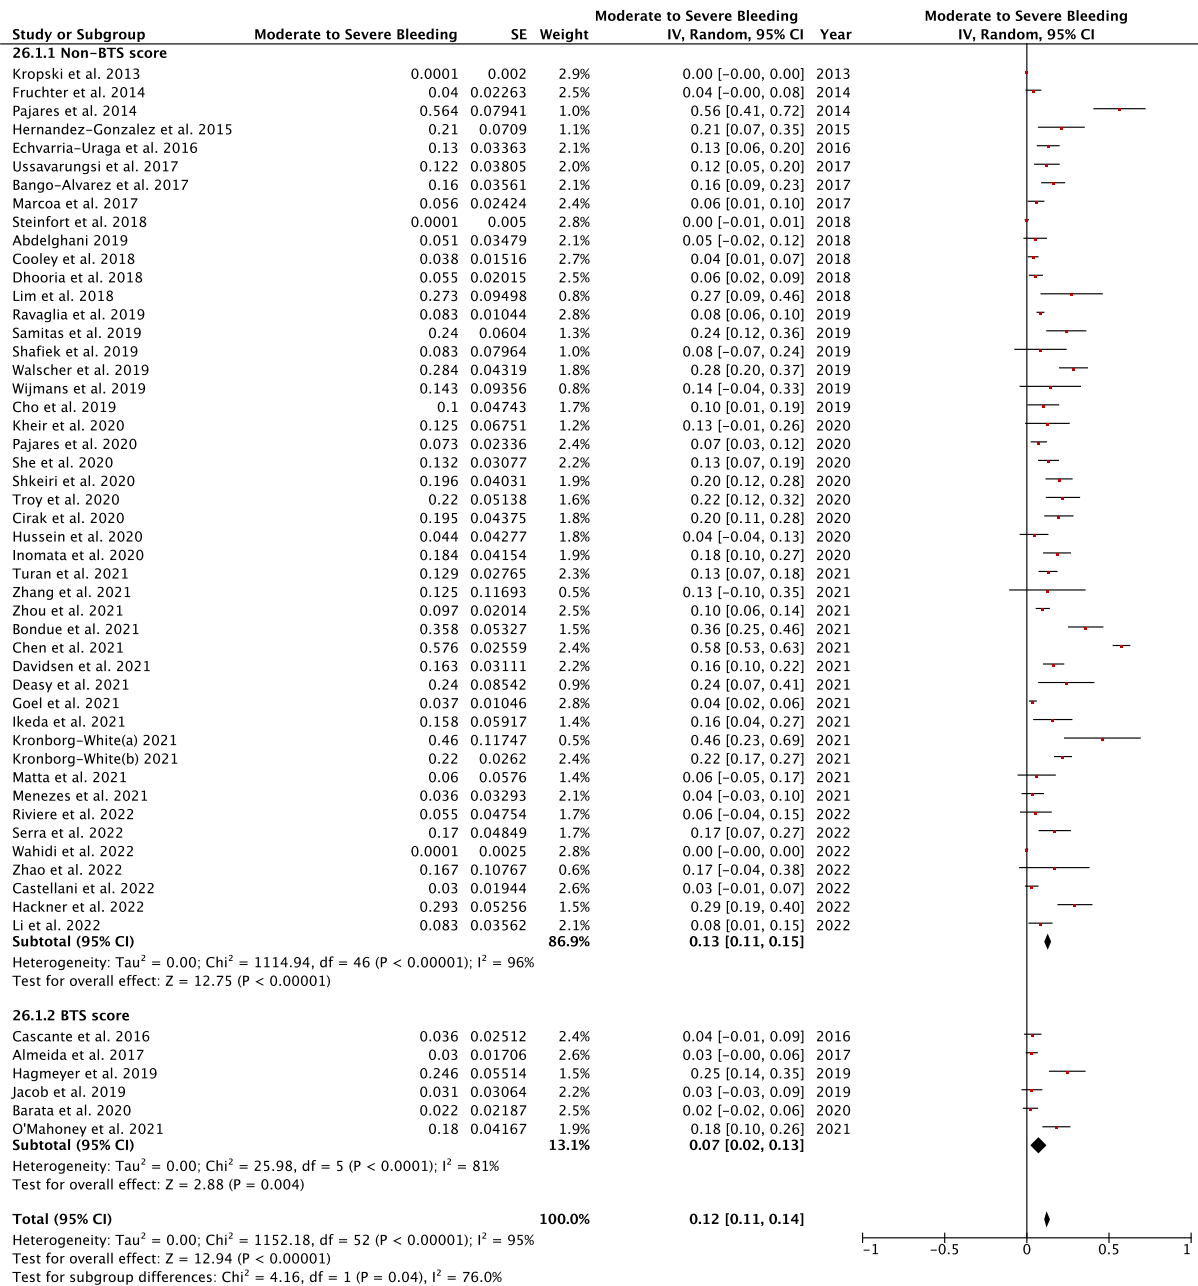 Moderate to Severe Bleeding Moderate to Severe Bleeding
Study or Subgroup Moderate to Severe Bleeding SE Weight IV, Random, 95% CI Year IV, Random, 95% CI
26.1.1 Non-BTS score
Kropski et al. 2013 0.0001 0.002 2.9% 0.00 [-0.00, 0.00] 2013
Fruchter et al. 2014 0.04 0.02263 2.5% 0.04 [-0.00, 0.08] 2014
Pajares et al. 2014 0.564 0.07941 1.0% 0.56 [0.41, 0.72] 2014
Hernandez-Gonzalez et al. 2015 0.21 0.0709 1.1% 0.21 [0.07, 0.35] 2015
Echvarria-Uraga et al. 2016 0.13 0.03363 2.1% 0.13 [0.06, 0.20] 2016
Ussavarungsi et al. 2017 0.122 0.03805 2.0% 0.12 [0.05, 0.20] 2017
Bango-Alvarez et al. 2017 0.16 0.03561 2.1% 0.16 [0.09, 0.23] 2017
Marcoa et al. 2017 0.056 0.02424 2.4% 0.06 [0.01, 0.10] 2017
Steinfort et al. 2018 0.0001 0.005 2.8% 0.00 [-0.01, 0.01] 2018
Abdelghani 2019 0.051 0.03479 2.1% 0.05 [-0.02, 0.12] 2018
Cooley et al. 2018 0.038 0.01516 2.7% 0.04 [0.01, 0.07] 2018
Dhooria et al. 2018 0.055 0.02015 2.5% 0.06 [0.02, 0.09] 2018
Lim et al. 2018 0.273 0.09498 0.8% 0.27 [0.09, 0.46] 2018
Ravaglia et al. 2019 0.083 0.01044 2.8% 0.08 [0.06, 0.10] 2019
Samitas et al. 2019 0.24 0.0604 1.3% 0.24 [0.12, 0.36] 2019
Shafiek et al. 2019 0.083 0.07964 1.0% 0.08 [-0.07, 0.24] 2019
Walscher et al. 2019 0.284 0.04319 1.8% 0.28 [0.20, 0.37] 2019
Wijmans et al. 2019 0.143 0.09356 0.8% 0.14 [-0.04, 0.33] 2019
Cho et al. 2019 0.1 0.04743 1.7% 0.10 [0.01, 0.19] 2019
Kheir et al. 2020 0.125 0.06751 1.2% 0.13 [-0.01, 0.26] 2020
Pajares et al. 2020 0.073 0.02336 2.4% 0.07 [0.03, 0.12] 2020
She et al. 2020 0.132 0.03077 2.2% 0.13 [0.07, 0.19] 2020
Shkeiri et al. 2020 0.196 0.04031 1.9% 0.20 [0.12, 0.28] 2020
Troy et al. 2020 0.22 0.05138 1.6% 0.22 [0.12, 0.32] 2020
Cirak et al. 2020 0.195 0.04375 1.8% 0.20 [0.11, 0.28] 2020
Hussein et al. 2020 0.044 0.04277 1.8% 0.04 [-0.04, 0.13] 2020
Inomata et al. 2020 0.184 0.04154 1.9% 0.18 [0.10, 0.27] 2020
Turan et al. 2021 0.129 0.02765 2.3% 0.13 [0.07, 0.18] 2021
Zhang et al. 2021 0.125 0.11693 0.5% 0.13 [-0.10, 0.35] 2021
Zhou et al. 2021 0.097 0.02014 2.5% 0.10 [0.06, 0.14] 2021
Bondue et al. 2021 0.358 0.05327 1.5% 0.36 [0.25, 0.46] 2021
Chen et al. 2021 0.576 0.02559 2.4% 0.58 [0.53, 0.63] 2021
Davidsen et al. 2021 0.163 0.03111 2.2% 0.16 [0.10, 0.22] 2021
Deasy et al. 2021 0.24 0.08542 0.9% 0.24 [0.07, 0.41] 2021
Goel et al. 2021 0.037 0.01046 2.8% 0.04 [0.02, 0.06] 2021
Ikeda et al. 2021 0.158 0.05917 1.4% 0.16 [0.04, 0.27] 2021
Kronborg-White(a) 2021 0.46 0.11747 0.5% 0.46 [0.23, 0.69] 2021
Kronborg-White(b) 2021 0.22 0.0262 2.4% 0.22 [0.17, 0.27] 2021
Matta et al. 2021 0.06 0.0576 1.4% 0.06 [-0.05, 0.17] 2021
Menezes et al. 2021 0.036 0.03293 2.1% 0.04 [-0.03, 0.10] 2021
Riviere et al. 2022 0.055 0.04754 1.7% 0.06 [-0.04, 0.15] 2022
Serra et al. 2022 0.17 0.04849 1.7% 0.17 [0.07, 0.27] 2022
Wahidi et al. 2022 0.0001 0.0025 2.8% 0.00 [-0.00, 0.00] 2022
Zhao et al. 2022 0.167 0.10767 0.6% 0.17 [-0.04, 0.38] 2022
Castellani et al. 2022 0.03 0.01944 2.6% 0.03 [-0.01, 0.07] 2022
Hackner et al. 2022 0.293 0.05256 1.5% 0.29 [0.19, 0.40] 2022
Li et al. 2022 0.083 0.03562 2.1% 0.08 [0.01, 0.15] 2022
Subtotal (95% CI) 86.9% 0.13 [0.11, 0.15]
Heterogeneity: Tau² = 0.00; Chi² = 1114.94, df = 46 (P < 0.00001); I² = 96%
Test for overall effect: Z = 12.75 (P < 0.00001)
26.1.2 BTS score
Cascante et al. 2016 0.036 0.02512 2.4% 0.04 [-0.01, 0.09] 2016
Almeida et al. 2017 0.03 0.01706 2.6% 0.03 [-0.00, 0.06] 2017
Hagmeyer et al. 2019 0.246 0.05514 1.5% 0.25 [0.14, 0.35] 2019
Jacob et al. 2019 0.031 0.03064 2.2% 0.03 [-0.03, 0.09] 2019
Barata et al. 2020 0.022 0.02187 2.5% 0.02 [-0.02, 0.06] 2020
O'Mahoney et al. 2021 0.18 0.04167 1.9% 0.18 [0.10, 0.26] 2021
Subtotal (95% CI) 13.1% 0.07 [0.02, 0.13]
Heterogeneity: Tau² = 0.00; Chi² = 25.98, df = 5 (P < 0.0001); I² = 81%
Test for overall effect: Z = 2.88 (P = 0.004)
Total (95% CI) 100.0% 0.12 [0.11, 0.14]
Heterogeneity: Tau² = 0.00; Chi² = 1152.18, df = 52 (P < 0.00001); I² = 95%
Test for overall effect: Z = 12.94 (P < 0.00001)
Test for subgroup differences: Chi² = 4.16, df = 1 (P = 0.04), I² = 76.0%
-1 -0.5 0 0.5 1